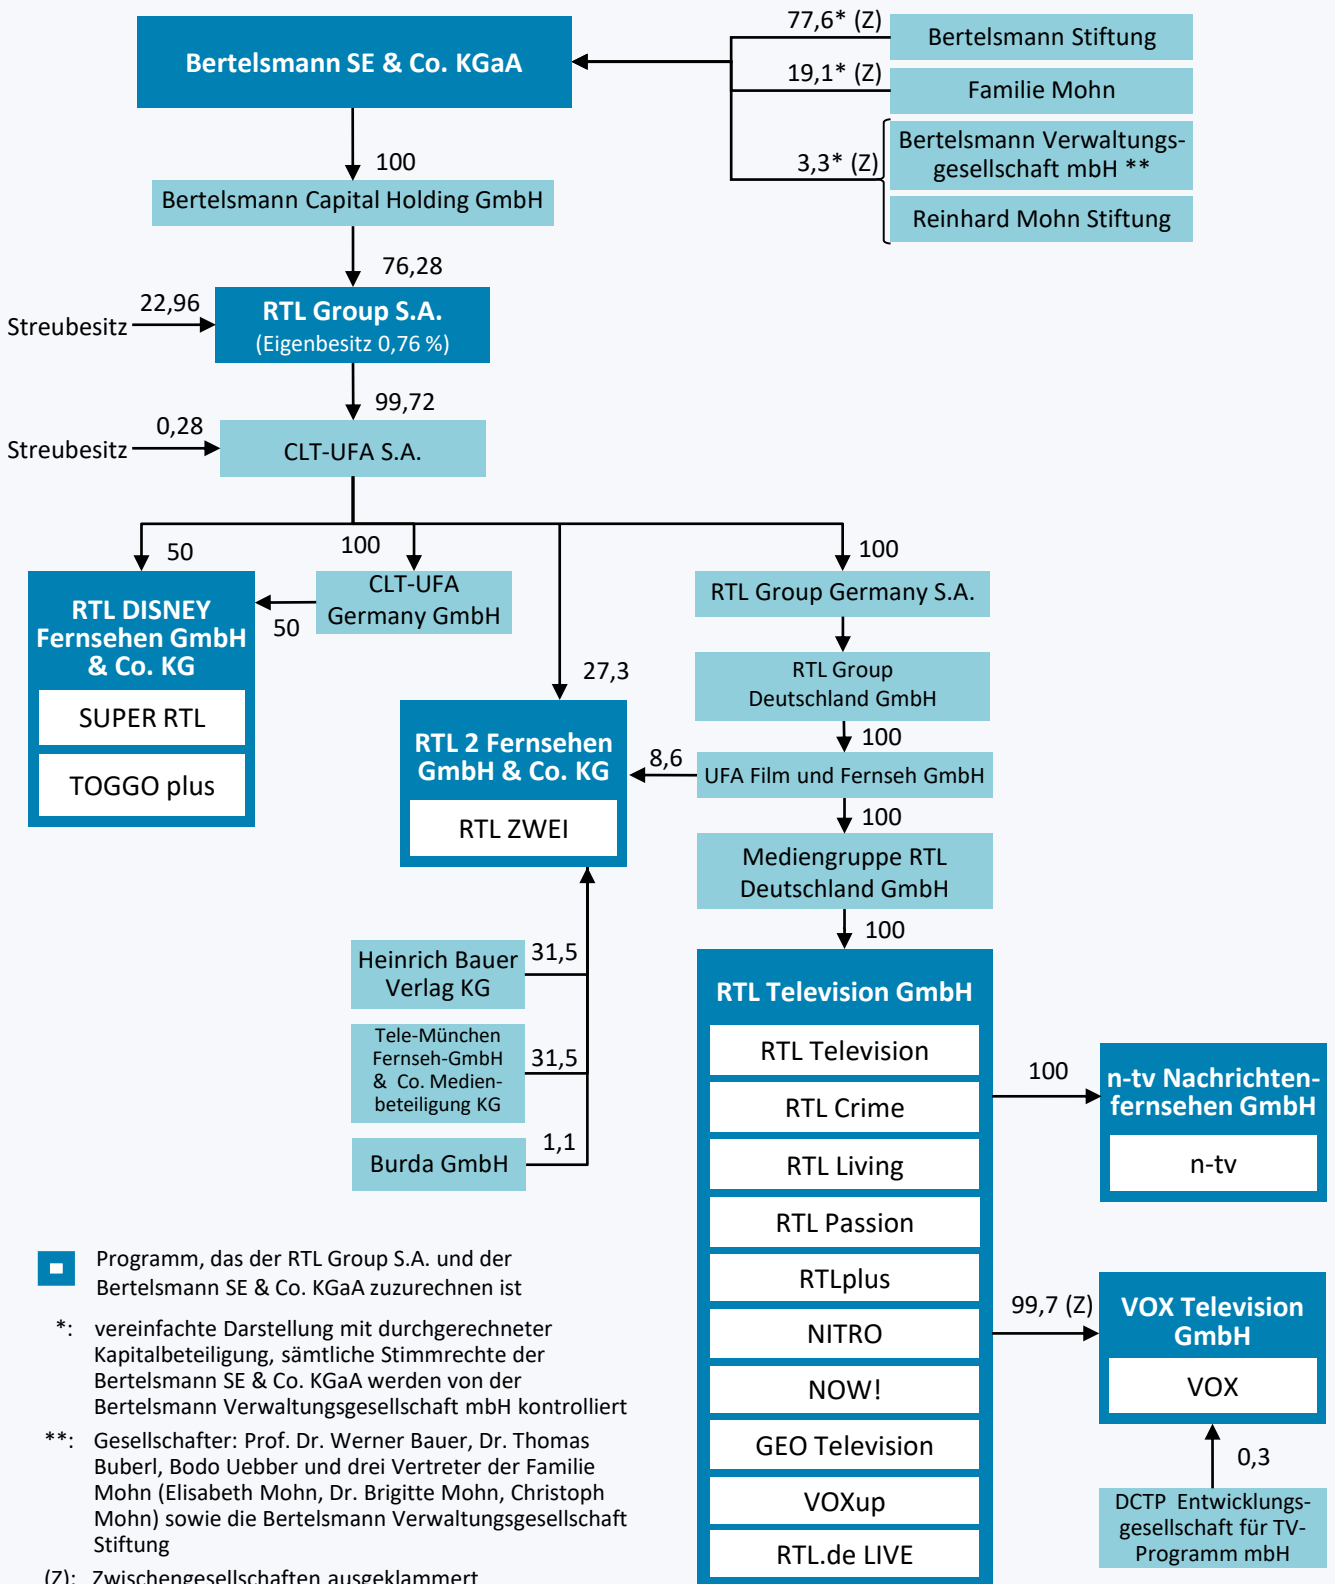 Bertelsmann SE & Co. KGaA
77,6* (Z)
Bertelsmann Stiftung
19,1* (Z)
Familie Mohn
3,3* (Z)
Bertelsmann Verwaltungs-
gesellschaft mbH **
Reinhard Mohn Stiftung
100
Bertelsmann Capital Holding GmbH
76,28
Streubesitz
22,96
RTL Group S.A.
(Eigenbesitz 0,76 %)
99,72
Streubesitz
0,28
CLT-UFA S.A.
50
100
100
RTL DISNEY
Fernsehen GmbH
& Co. KG
SUPER RTL
TOGGO plus
50
CLT-UFA
Germany GmbH
27,3
RTL 2 Fernsehen
GmbH & Co. KG
RTL ZWEI
8,6
RTL Group Germany S.A.
RTL Group
Deutschland GmbH
100
UFA Film und Fernseh GmbH
100
Mediengruppe RTL
Deutschland GmbH
100
Heinrich Bauer
Verlag KG
31,5
Tele-München
Fernseh-GmbH
& Co. Medien-
beteiligung KG
31,5
Burda GmbH
1,1
RTL Television GmbH
RTL Television
RTL Crime
RTL Living
RTL Passion
RTLplus
NITRO
NOW!
GEO Television
VOXup
RTL.de LIVE
100
n-tv Nachrichten-
fernsehen GmbH
n-tv
99,7 (Z)
VOX Television
GmbH
VOX
0,3
DCTP Entwicklungs-
gesellschaft für TV-
Programm mbH
Programm, das der RTL Group S.A. und der
Bertelsmann SE & Co. KGaA zuzurechnen ist
*: vereinfachte Darstellung mit durchgerechneter
Kapitalbeteiligung, sämtliche Stimmrechte der
Bertelsmann SE & Co. KGaA werden von der
Bertelsmann Verwaltungsgesellschaft mbH kontrolliert
**: Gesellschafter: Prof. Dr. Werner Bauer, Dr. Thomas
Buberl, Bodo Uebber und drei Vertreter der Familie
Mohn (Elisabeth Mohn, Dr. Brigitte Mohn, Christoph
Mohn) sowie die Bertelsmann Verwaltungsgesellschaft
Stiftung
(Z): Zwischengesellschaften ausgeklammert